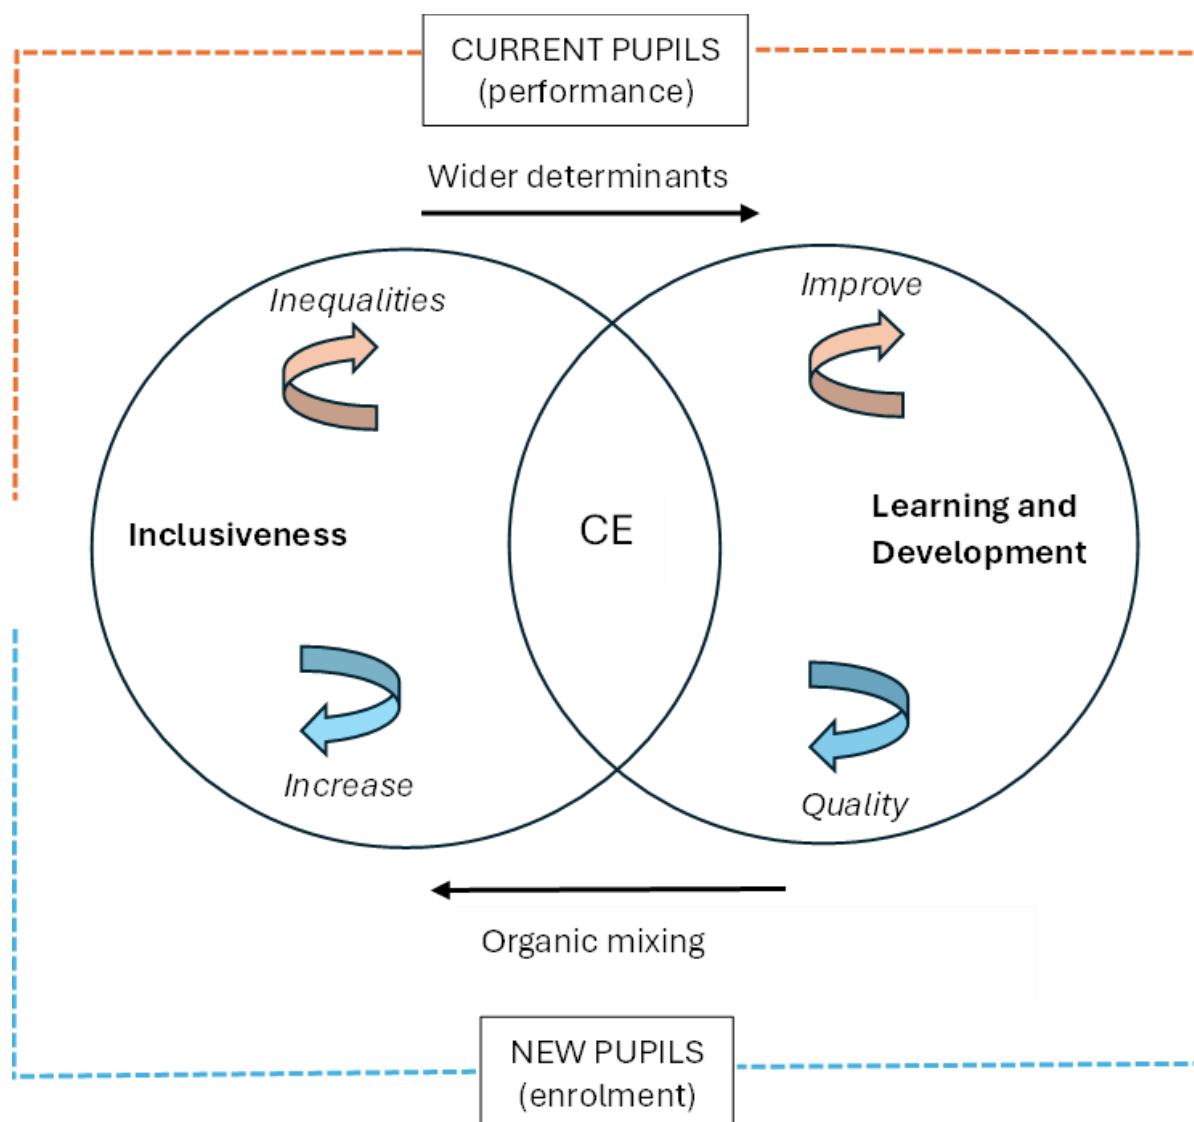 CURRENT PUPILS
(performance)
Wider determinants
Inequalities
Improve
Inclusiveness
CE
Learning and
Development
Increase
Quality
Organic mixing
NEW PUPILS
(enrolment)